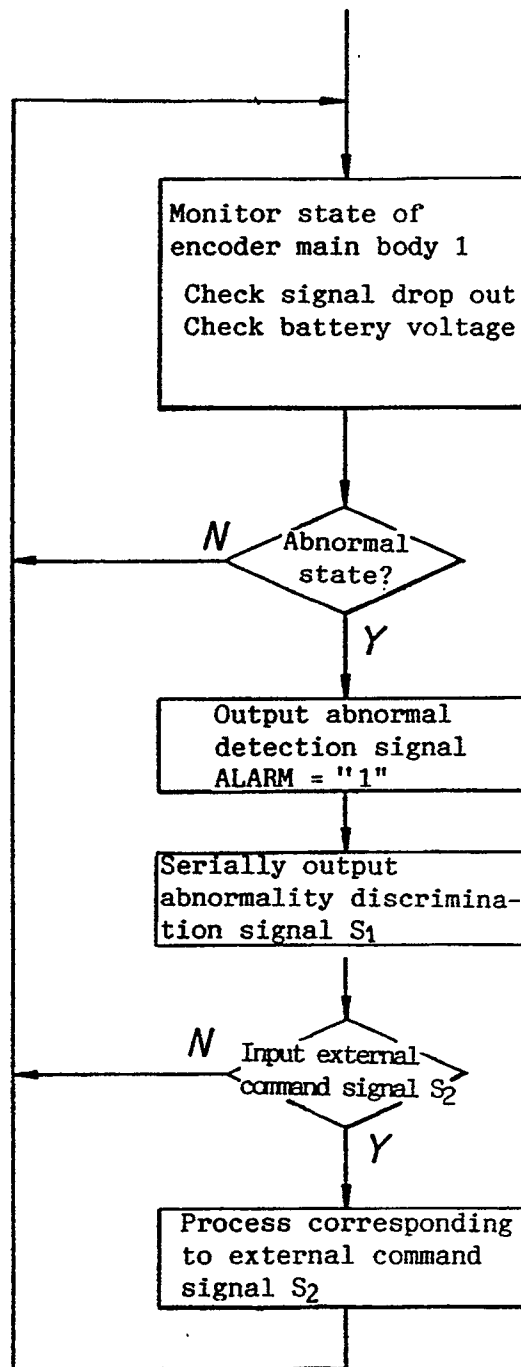 Monitor state of
encoder main body 1
Check signal drop out
Check battery voltage
N
Abnormal
state?
Y
Output abnormal
detection signal
ALARM = "1"
Serially output
abnormality discrimina-
tion signal S1
N
Input external
command signal S2
Y
Process corresponding
to external command
signal S2